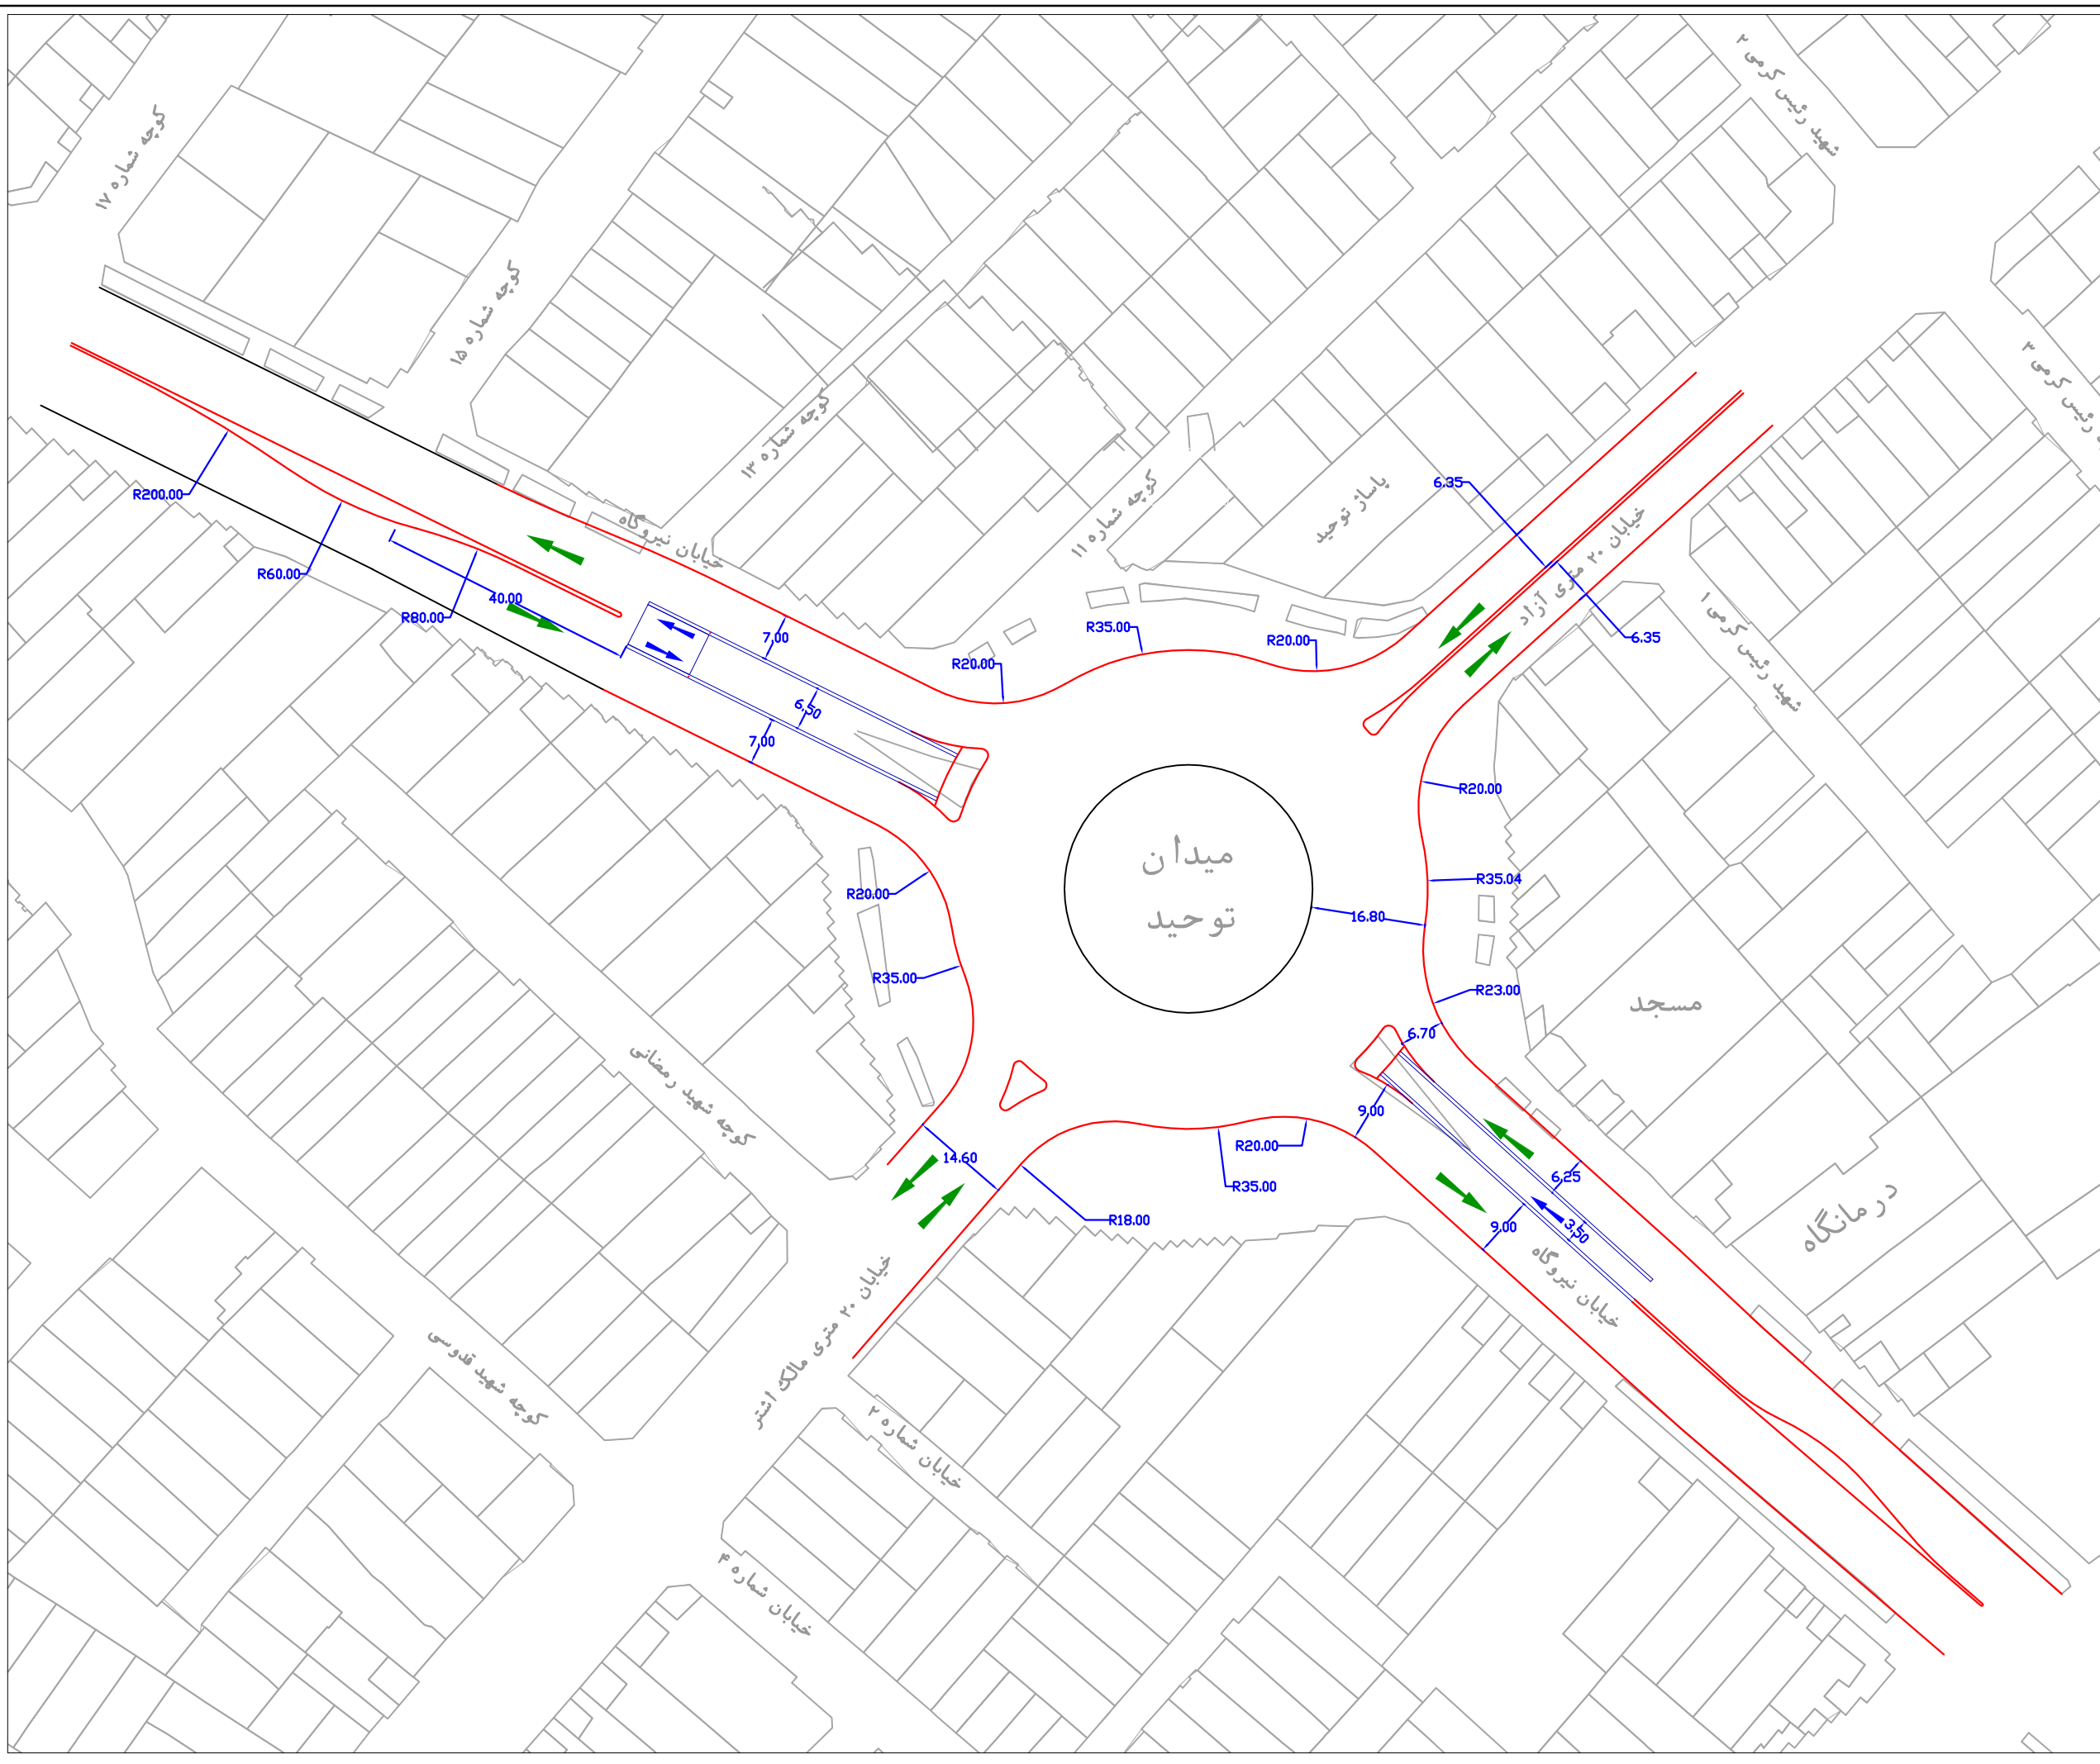 شهید رئیس کرمی ۲
کوچه شماره ۱۷
کوچه شماره ۱۵
رئیس کرمی ۳
کوچه شماره ۱۳
کوچه شماره ۱۱
پاساژ توحید
6.35
R200.00
خیابان نیروگاه
خیابان ۲۰ متری آزاد
R60.00
40.00
R80.00
7.00
R35.00
R20.00
6.35
شهید رئیس کرمی ۱
R20.00
6.50
7.00
R20.00
میدان
توحید
R35.04
R20.00
16.80
R35.00
R23.00
مسجد
6.70
کوچه شهید رمضانی
9.00
R20.00
14.60
6.25
R35.00
R18.00
3.50
9.00
درمانگاه
خیابان نیروگاه
خیابان ۲۰ متری مالک اشتر
کوچه شهید قدوسی
خیابان شماره ۲
خیابان شماره ۴